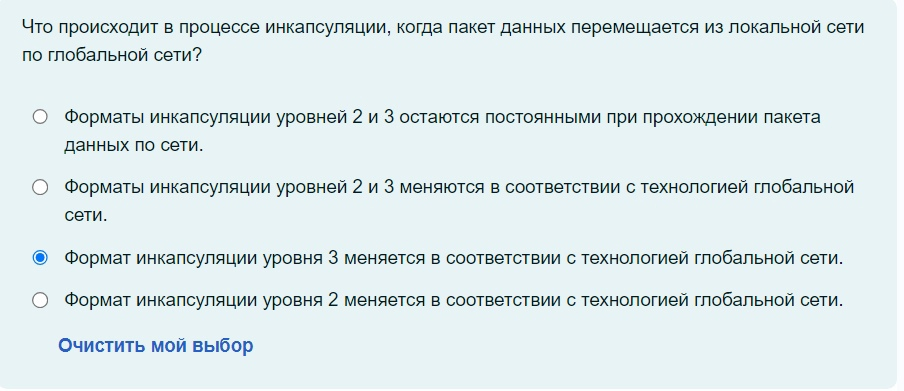 Что происходит в процессе инкапсуляции, когда пакет данных перемещается из локальной сети
по глобальной сети?
Форматы инкапсуляции уровней 2 и 3 остаются постоянными при прохождении пакета
данных по сети.
Форматы инкапсуляции уровней 2 и 3 меняются в соответствии с технологией глобальной
сети.
Формат инкапсуляции уровня 3 меняется в соответствии с технологией глобальной сети.
Формат инкапсуляции уровня 2 меняется в соответствии с технологией глобальной сети.
Очистить мой выбор